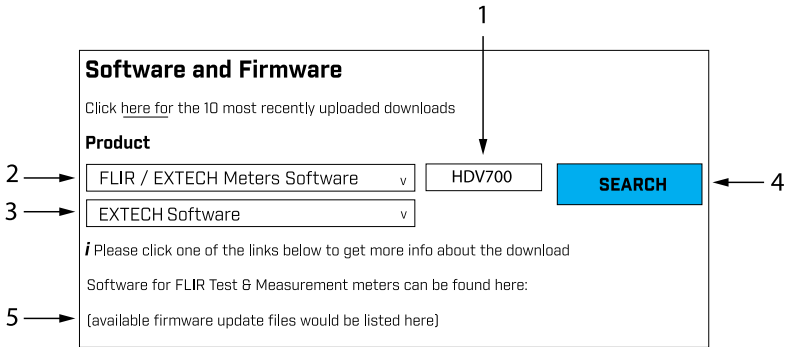 1
Software and Firmware
Click here for the 10 most recently uploaded downloads
Product
2 FLIR / EXTECH Meters Software v HDV700 SEARCH 4
3 EXTECH Software v
i Please click one of the links below to get more info about the download
Software for FLIR Test & Measurement meters can be found here:
5 (available firmware update files would be listed here)